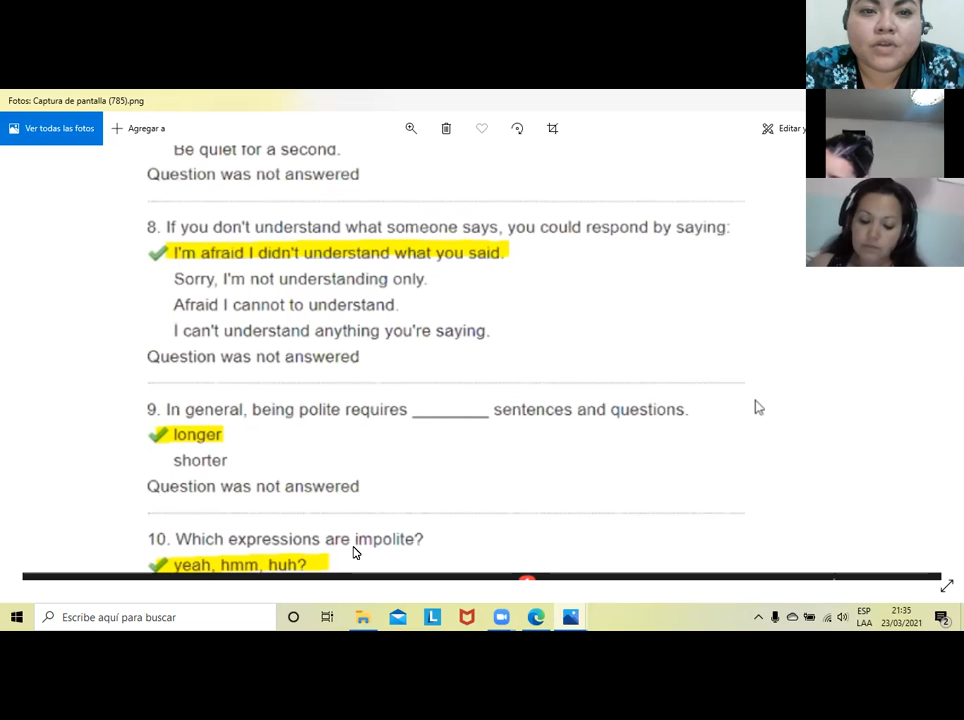 Fotos: Captura de pantalla (785).png
Ver todas las fotos
Agregar a
Editar y
Be quiet for a second.
Question was not answered
8. If you don't understand what someone says, you could respond by saying:
I'm afraid I didn't understand what you said.
Sorry, I'm not understanding only.
Afraid I cannot to understand.
I can't understand anything you're saying.
Question was not answered
9. In general, being polite requires ________ sentences and questions.
longer
shorter
Question was not answered
10. Which expressions are impolite?
yeah, hmm, huh?
Escribe aquí para buscar
ESP
LAA
21:35
23/03/2021
2